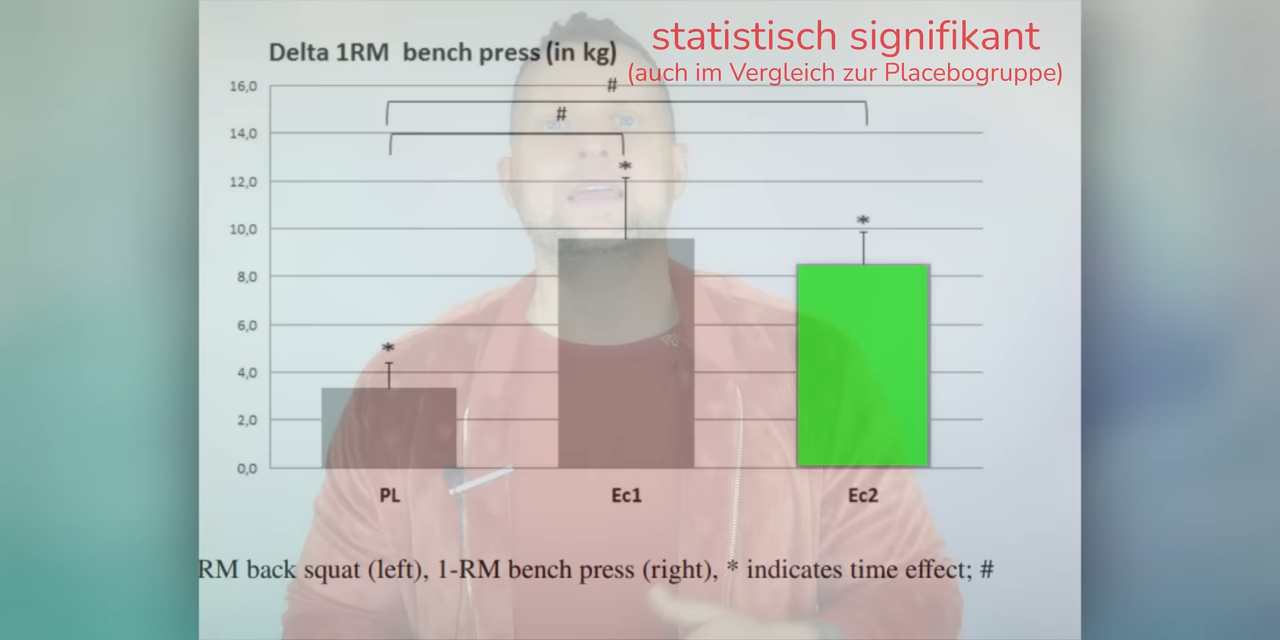 statistisch signifikant
(auch im Vergleich zur Placebogruppe)
Delta 1RM bench press (in kg)
16,0
14,0
12,0
10,0
8,0
6,0
4,0
2,0
0,0
#
#
*
*
*
PL
Ec1
Ec2
RM back squat (left), 1-RM bench press (right), * indicates time effect; #